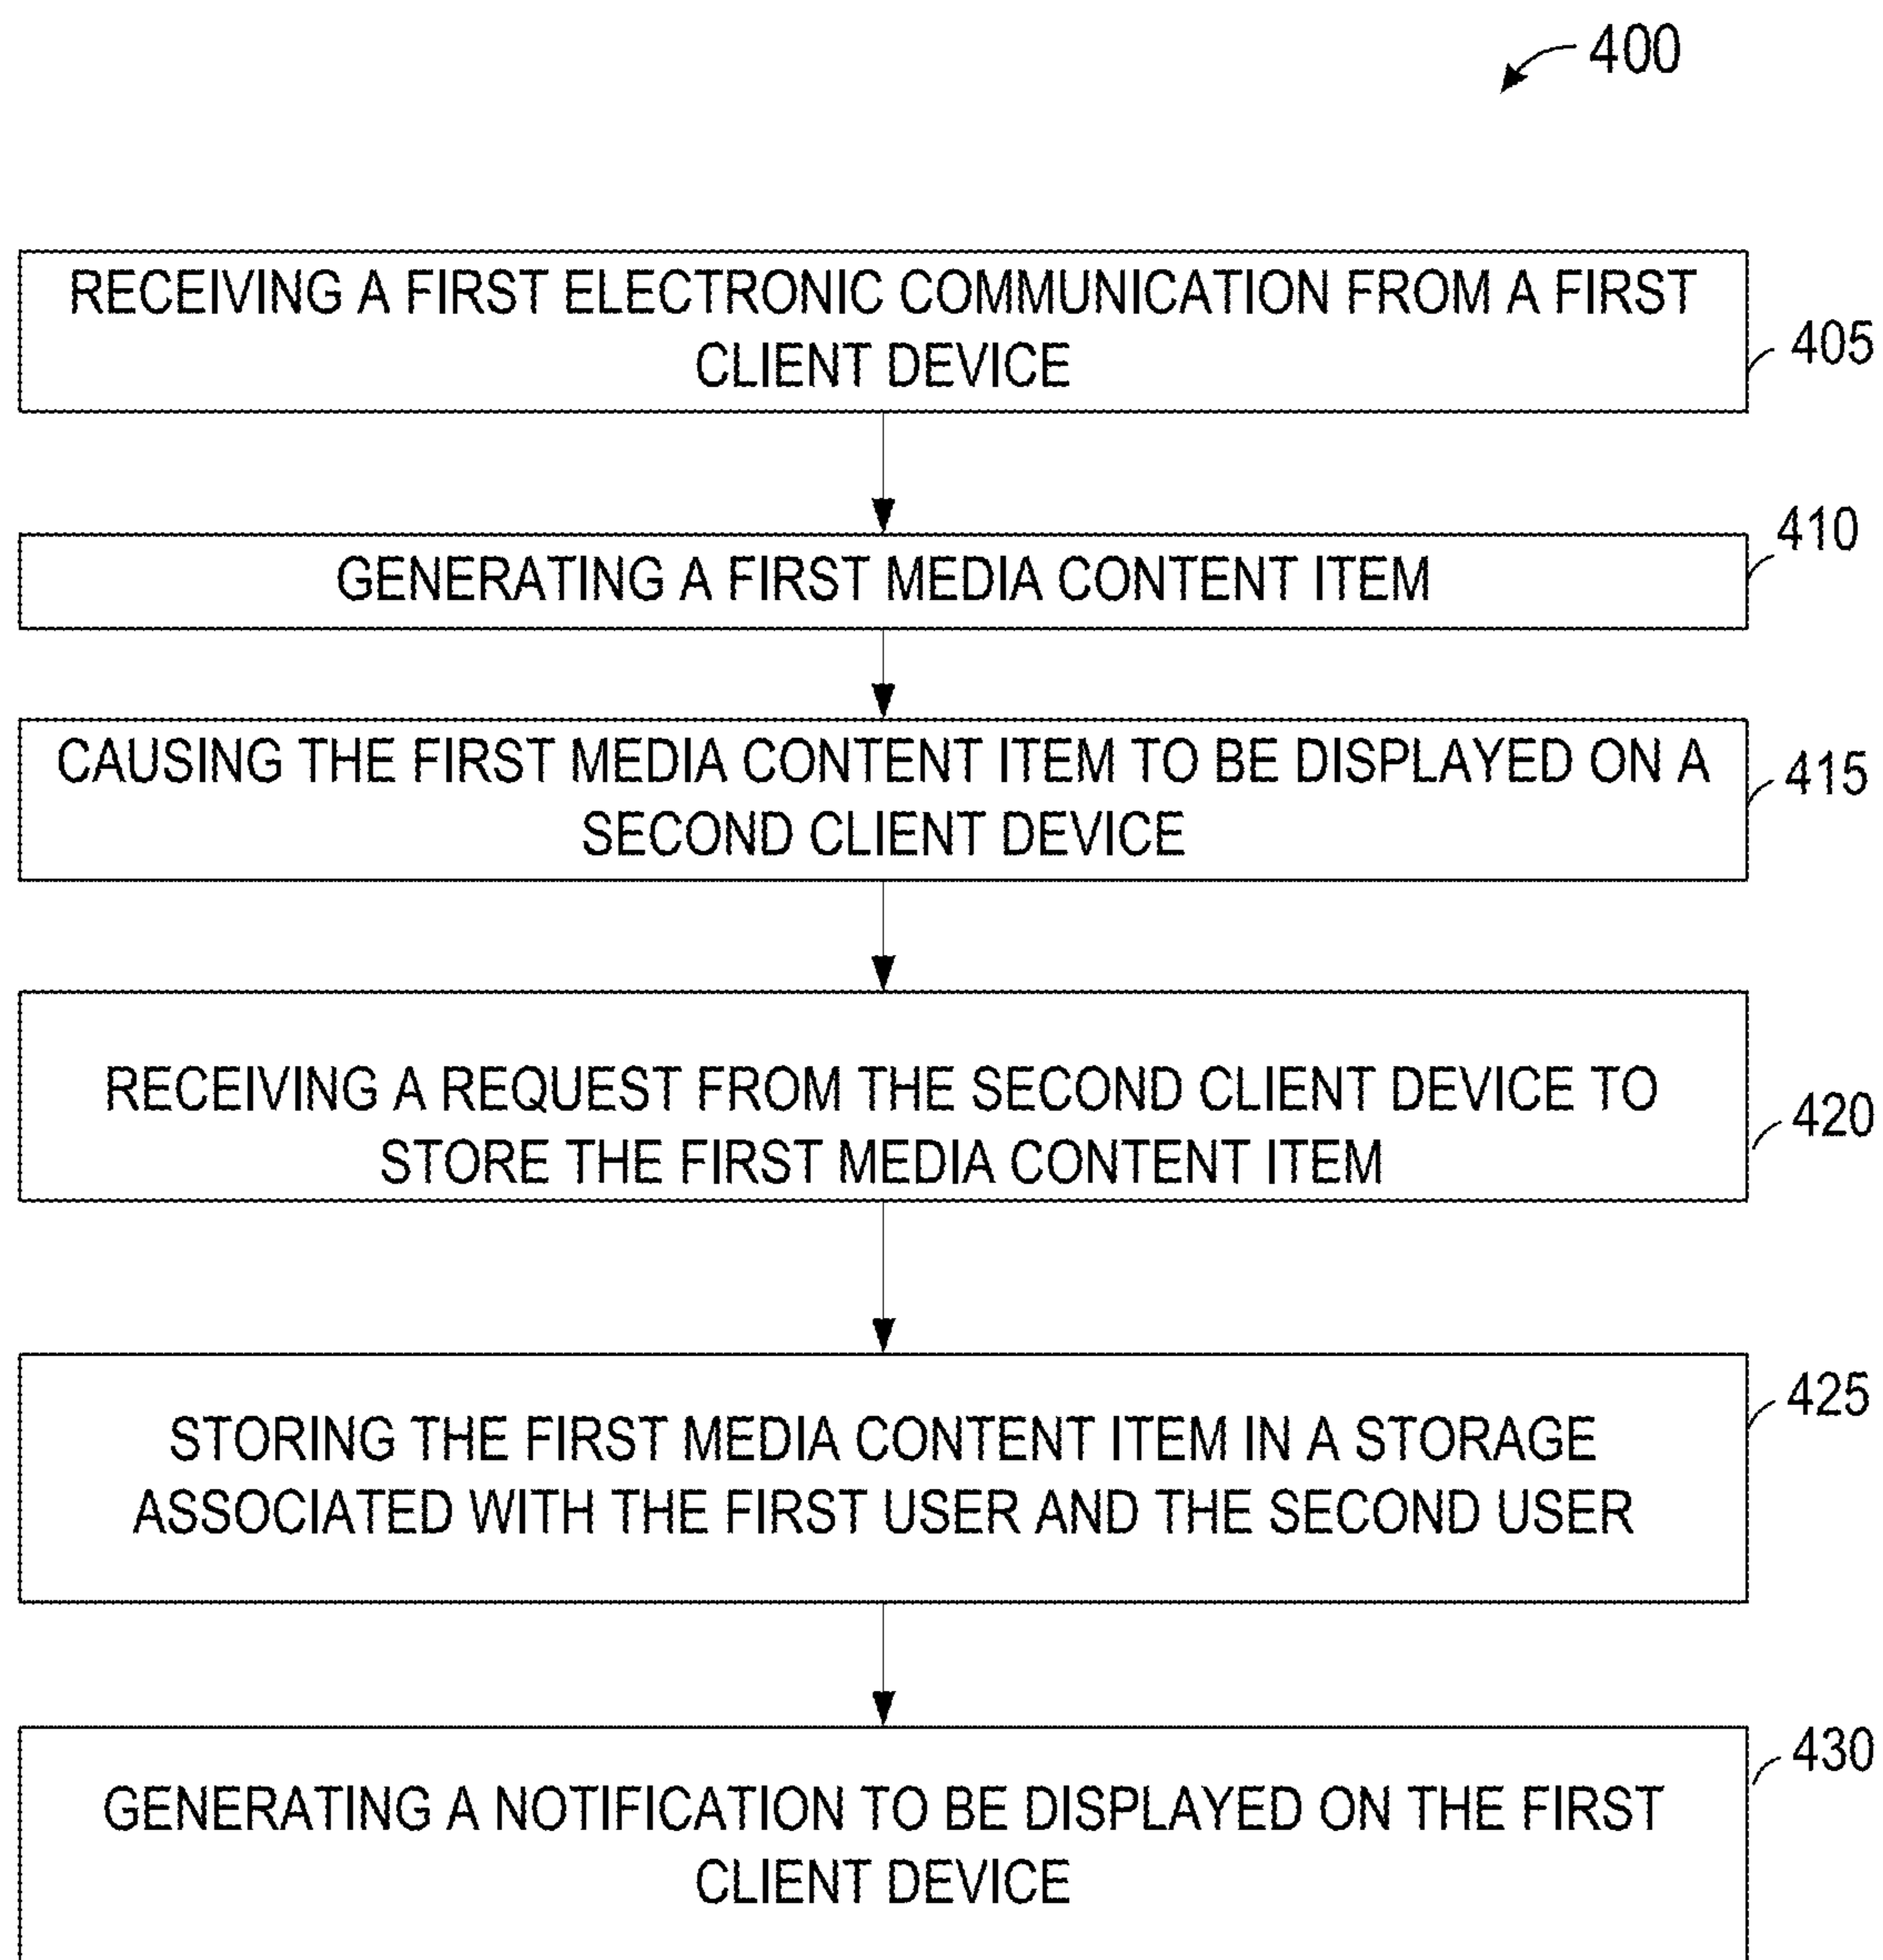 400
RECEIVING A FIRST ELECTRONIC COMMUNICATION FROM A FIRST
CLIENT DEVICE
405
GENERATING A FIRST MEDIA CONTENT ITEM
410
CAUSING THE FIRST MEDIA CONTENT ITEM TO BE DISPLAYED ON A
SECOND CLIENT DEVICE
415
RECEIVING A REQUEST FROM THE SECOND CLIENT DEVICE TO
STORE THE FIRST MEDIA CONTENT ITEM
420
STORING THE FIRST MEDIA CONTENT ITEM IN A STORAGE
ASSOCIATED WITH THE FIRST USER AND THE SECOND USER
425
GENERATING A NOTIFICATION TO BE DISPLAYED ON THE FIRST
CLIENT DEVICE
430